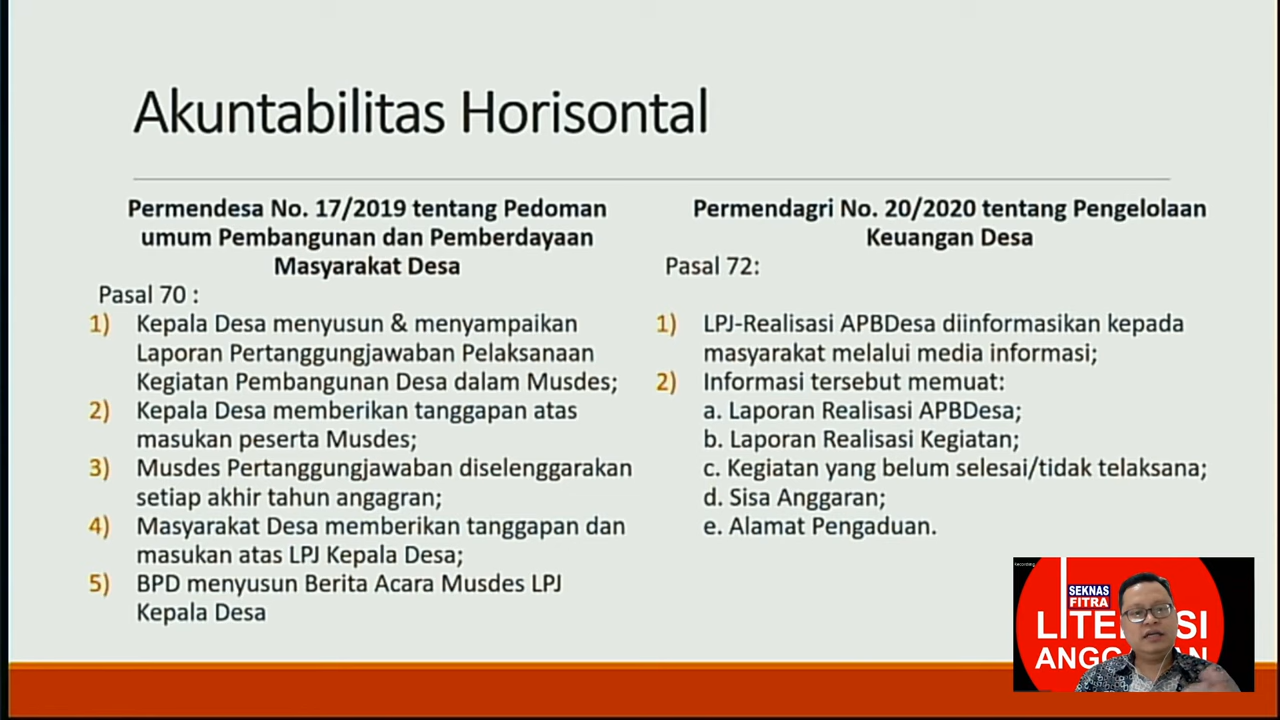 Akuntabilitas Horisontal
Permendesa No. 17/2019 tentang Pedoman
umum Pembangunan dan Pemberdayaan
Masyarakat Desa
Pasal 70 :
1) Kepala Desa menyusun & menyampaikan
Laporan Pertanggungjawaban Pelaksanaan
Kegiatan Pembangunan Desa dalam Musdes;
2) Kepala Desa memberikan tanggapan atas
masukan peserta Musdes;
3) Musdes Pertanggungjawaban diselenggarakan
setiap akhir tahun angagran;
4) Masyarakat Desa memberikan tanggapan dan
masukan atas LPJ Kepala Desa;
5) BPD menyusun Berita Acara Musdes LPJ
Kepala Desa
Permendagri No. 20/2020 tentang Pengelolaan
Keuangan Desa
Pasal 72:
1) LPJ-Realisasi APBDesa diinformasikan kepada
masyarakat melalui media informasi;
2) Informasi tersebut memuat:
a. Laporan Realisasi APBDesa;
b. Laporan Realisasi Kegiatan;
c. Kegiatan yang belum selesai/tidak telaksana;
d. Sisa Anggaran;
e. Alamat Pengaduan.
Recording
SEKNAS
FITRA